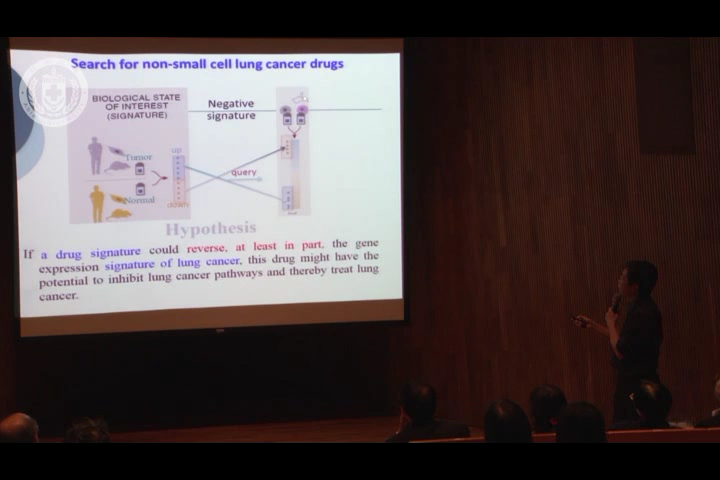 Search for non-small cell lung cancer drugs
BIOLOGICAL STATE
OF INTEREST
(SIGNATURE)
Negative
signature
Tumor
Normal
up
down
query
Hypothesis
If a drug signature could reverse, at least in part, the gene
expression signature of lung cancer, this drug might have the
potential to inhibit lung cancer pathways and thereby treat lung
cancer.